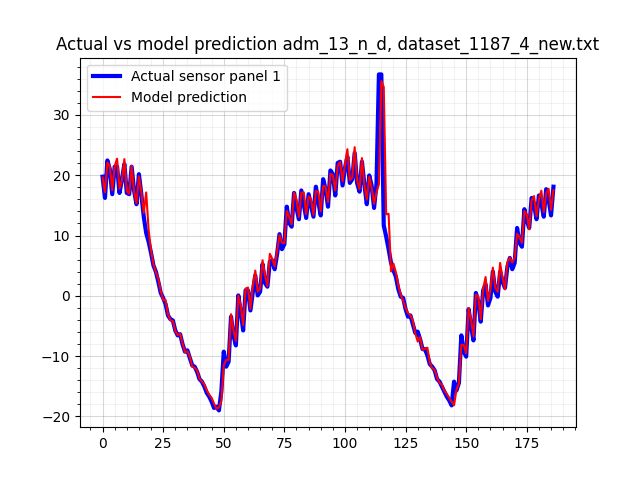 Actual vs model prediction adm_13_n_d, dataset_1187_4_new.txt
Actual sensor panel 1
Model prediction
30
20
10
0
−10
−20
0 25 50 75 100 125 150 175